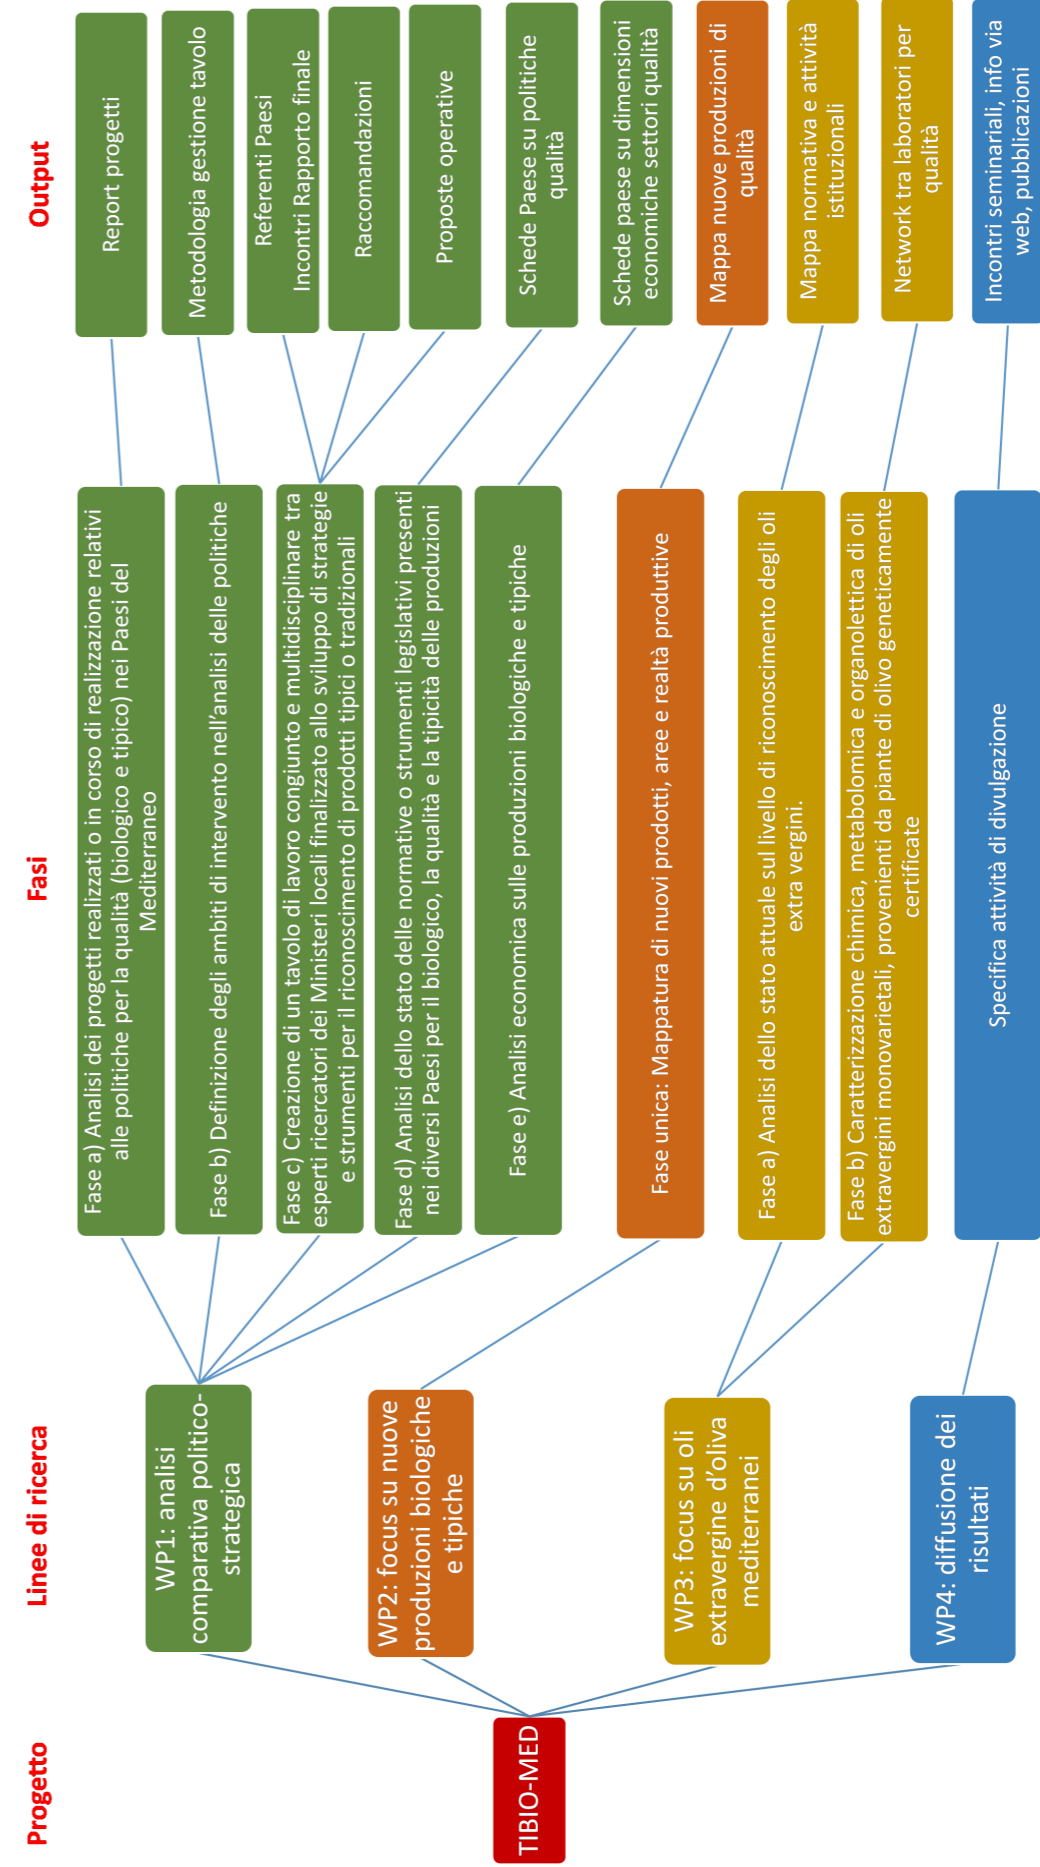 Progetto
Linee di ricerca
Fasi
Output
TIBIO-MED
WP1: analisi
comparativa politico-
strategica
WP2: focus su nuove
produzioni biologiche
e tipiche
WP3: focus su oli
extravergine d’oliva
mediterranei
WP4: diffusione dei
risultati
Fase a) Analisi dei progetti realizzati o in corso di realizzazione relativi
alle politiche per la qualità (biologico e tipico) nei Paesi del
Mediterraneo
Fase b) Definizione degli ambiti di intervento nell’analisi delle politiche
Fase c) Creazione di un tavolo di lavoro congiunto e multidisciplinare tra
esperti ricercatori dei Ministeri locali finalizzato allo sviluppo di strategie
e strumenti per il riconoscimento di prodotti tipici o tradizionali
Fase d) Analisi dello stato delle normative o strumenti legislativi presenti
nei diversi Paesi per il biologico, la qualità e la tipicità delle produzioni
Fase e) Analisi economica sulle produzioni biologiche e tipiche
Fase unica: Mappatura di nuovi prodotti, aree e realtà produttive
Fase a) Analisi dello stato attuale sul livello di riconoscimento degli oli
extra vergini.
Fase b) Caratterizzazione chimica, metabolomica e organolettica di oli
extravergini monovarietali, provenienti da piante di olivo geneticamente
certificate
Specifica attività di divulgazione
Report progetti
Metodologia gestione tavolo
Referenti Paesi
Incontri Rapporto finale
Raccomandazioni
Proposte operative
Schede Paese su politiche
qualità
Schede paese su dimensioni
economiche settori qualità
Mappa nuove produzioni di
qualità
Mappa normativa e attività
istituzionali
Network tra laboratori per
qualità
Incontri seminariali, info via
web, pubblicazioni